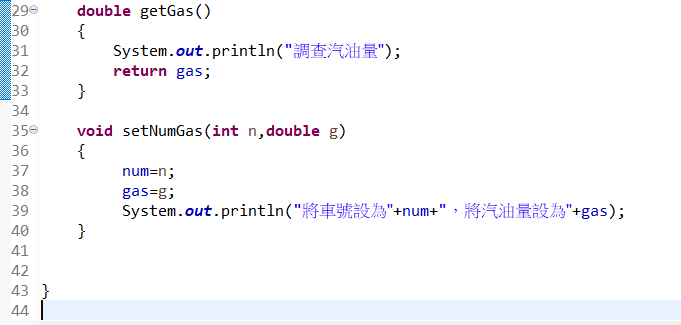 29 double getGas()
30 {
31 System.out.println("調查汽油量");
32 return gas;
33 }
34
35 void setNumGas(int n,double g)
36 {
37 num=n;
38 gas=g;
39 System.out.println("將車號設為"+num+"，將汽油量設為"+gas);
40 }
41
42
43 }
44